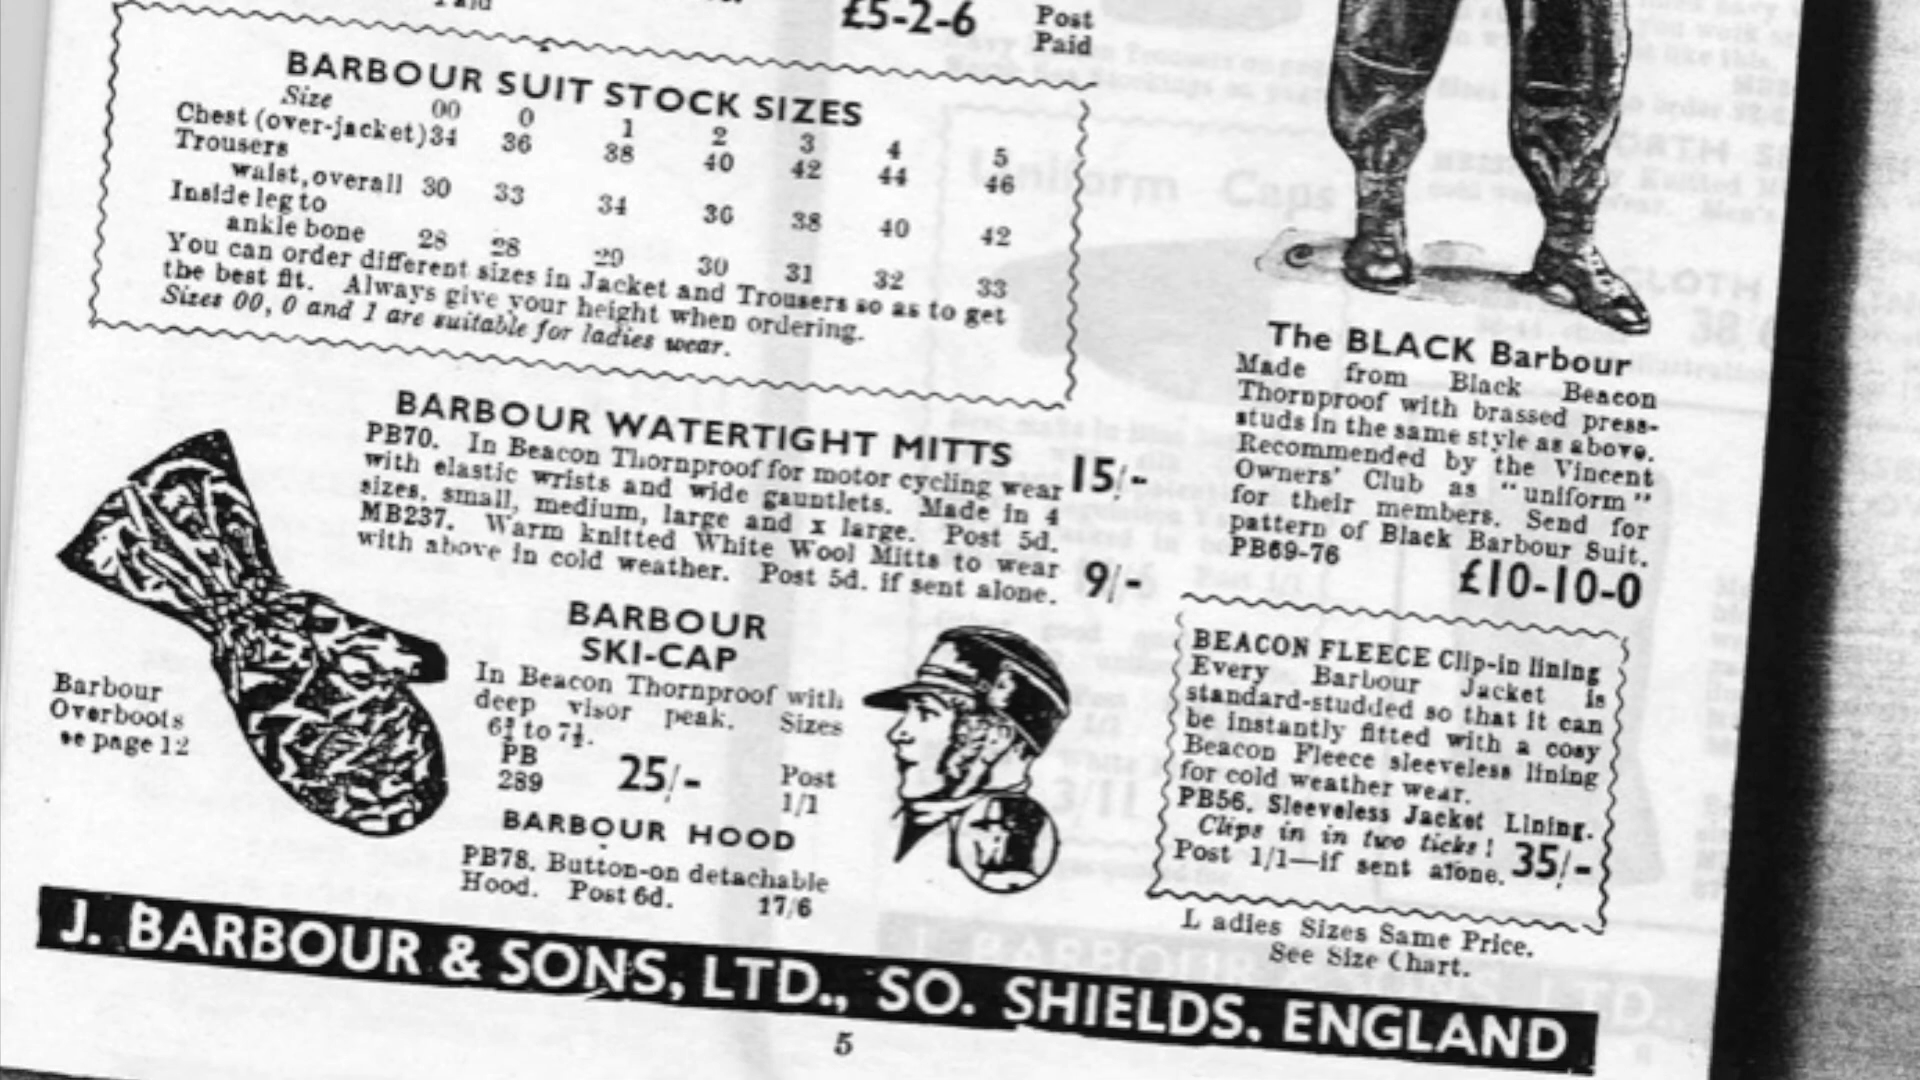 Paid
£5-2-6
Post
Paid
BARBOUR SUIT STOCK SIZES
Size 00 0 1 2 3 4 5
Chest (over-jacket) 34 36 38 40 42 44 46
Trousers
waist, overall 30 33 34 36 38 40 42
Inside leg to
ankle bone 28 28 29 30 31 32 33
You can order different sizes in Jacket and Trousers so as to get
the best fit. Always give your height when ordering.
Sizes 00, 0 and 1 are suitable for ladies wear.
BARBOUR WATERTIGHT MITTS
PB70. In Beacon Thornproof for motor cycling wear
with elastic wrists and wide gauntlets. Made in 4
sizes, small, medium, large and x large. Post 5d.
15/-
MB237. Warm knitted White Wool Mitts to wear
with above in cold weather. Post 5d. if sent alone.
9/-
Barbour
Overboots
se page 12
BARBOUR
SKI-CAP
In Beacon Thornproof with
deep visor peak. Sizes
6¾ to 7½.
PB
289
25/-
Post
1/1
BARBOUR HOOD
PB78. Button-on detachable
Hood. Post 6d. 17/6
The BLACK Barbour
Made from Black Beacon
Thornproof with brassed press-
studs in the same style as above.
Recommended by the Vincent
Owners' Club as "uniform"
for their members. Send for
pattern of Black Barbour Suit.
PB69-76
£10-10-0
BEACON FLEECE Clip-in lining
Every Barbour Jacket is
standard-studded so that it can
be instantly fitted with a cosy
Beacon Fleece sleeveless lining
for cold weather wear.
PB56. Sleeveless Jacket Lining.
Clips in in two ticks!
Post 1/1—if sent alone. 35/-
Ladies Sizes Same Price.
See Size Chart.
J. BARBOUR & SONS, LTD., SO. SHIELDS. ENGLAND
5